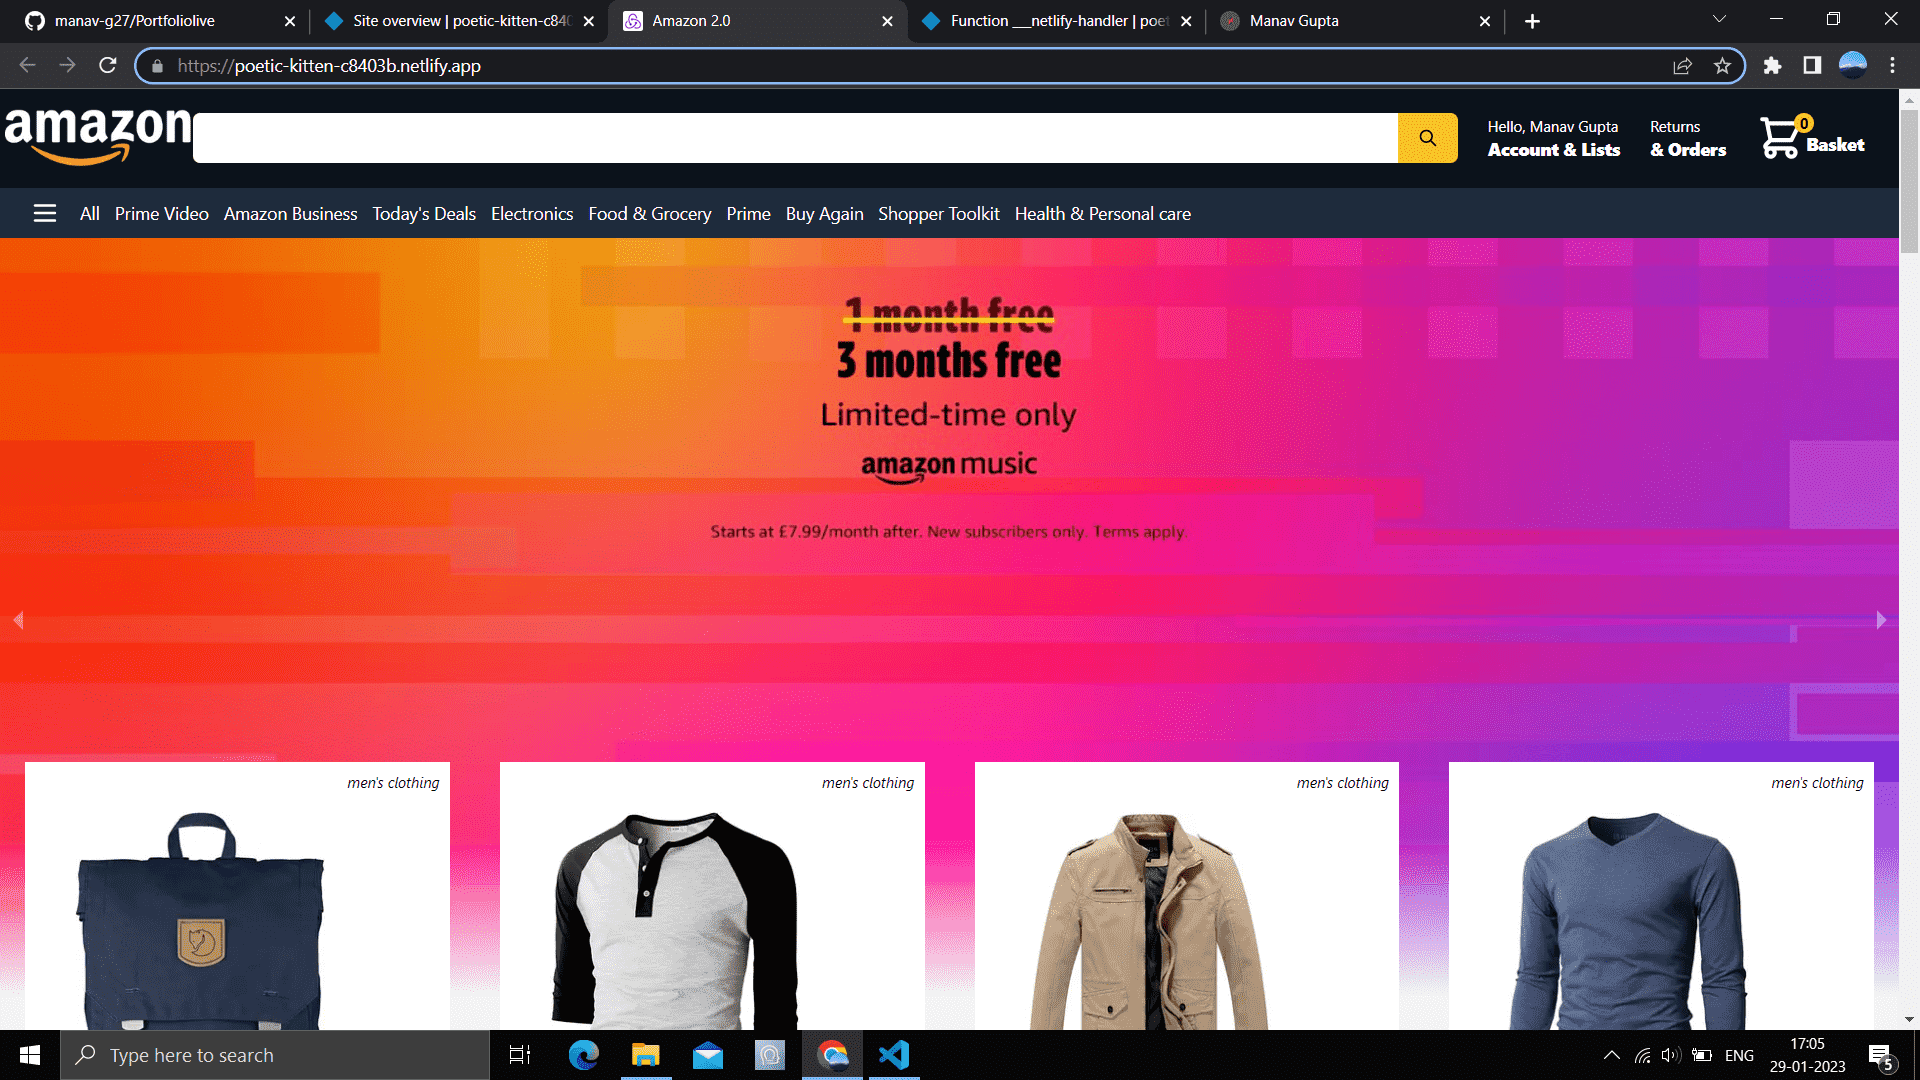 manav-g27/Portfoliolive
Site overview | poetic-kitten-c840
Amazon 2.0
Function ___netlify-handler | poet
Manav Gupta
https://poetic-kitten-c8403b.netlify.app
amazon
Hello, Manav Gupta
Account & Lists
Returns
& Orders
0
Basket
All Prime Video Amazon Business Today's Deals Electronics Food & Grocery Prime Buy Again Shopper Toolkit Health & Personal care
1 month free
3 months free
Limited-time only
amazon music
Starts at £7.99/month after. New subscribers only. Terms apply.
men's clothing
men's clothing
men's clothing
men's clothing
Type here to search
ENG
17:05
29-01-2023
5